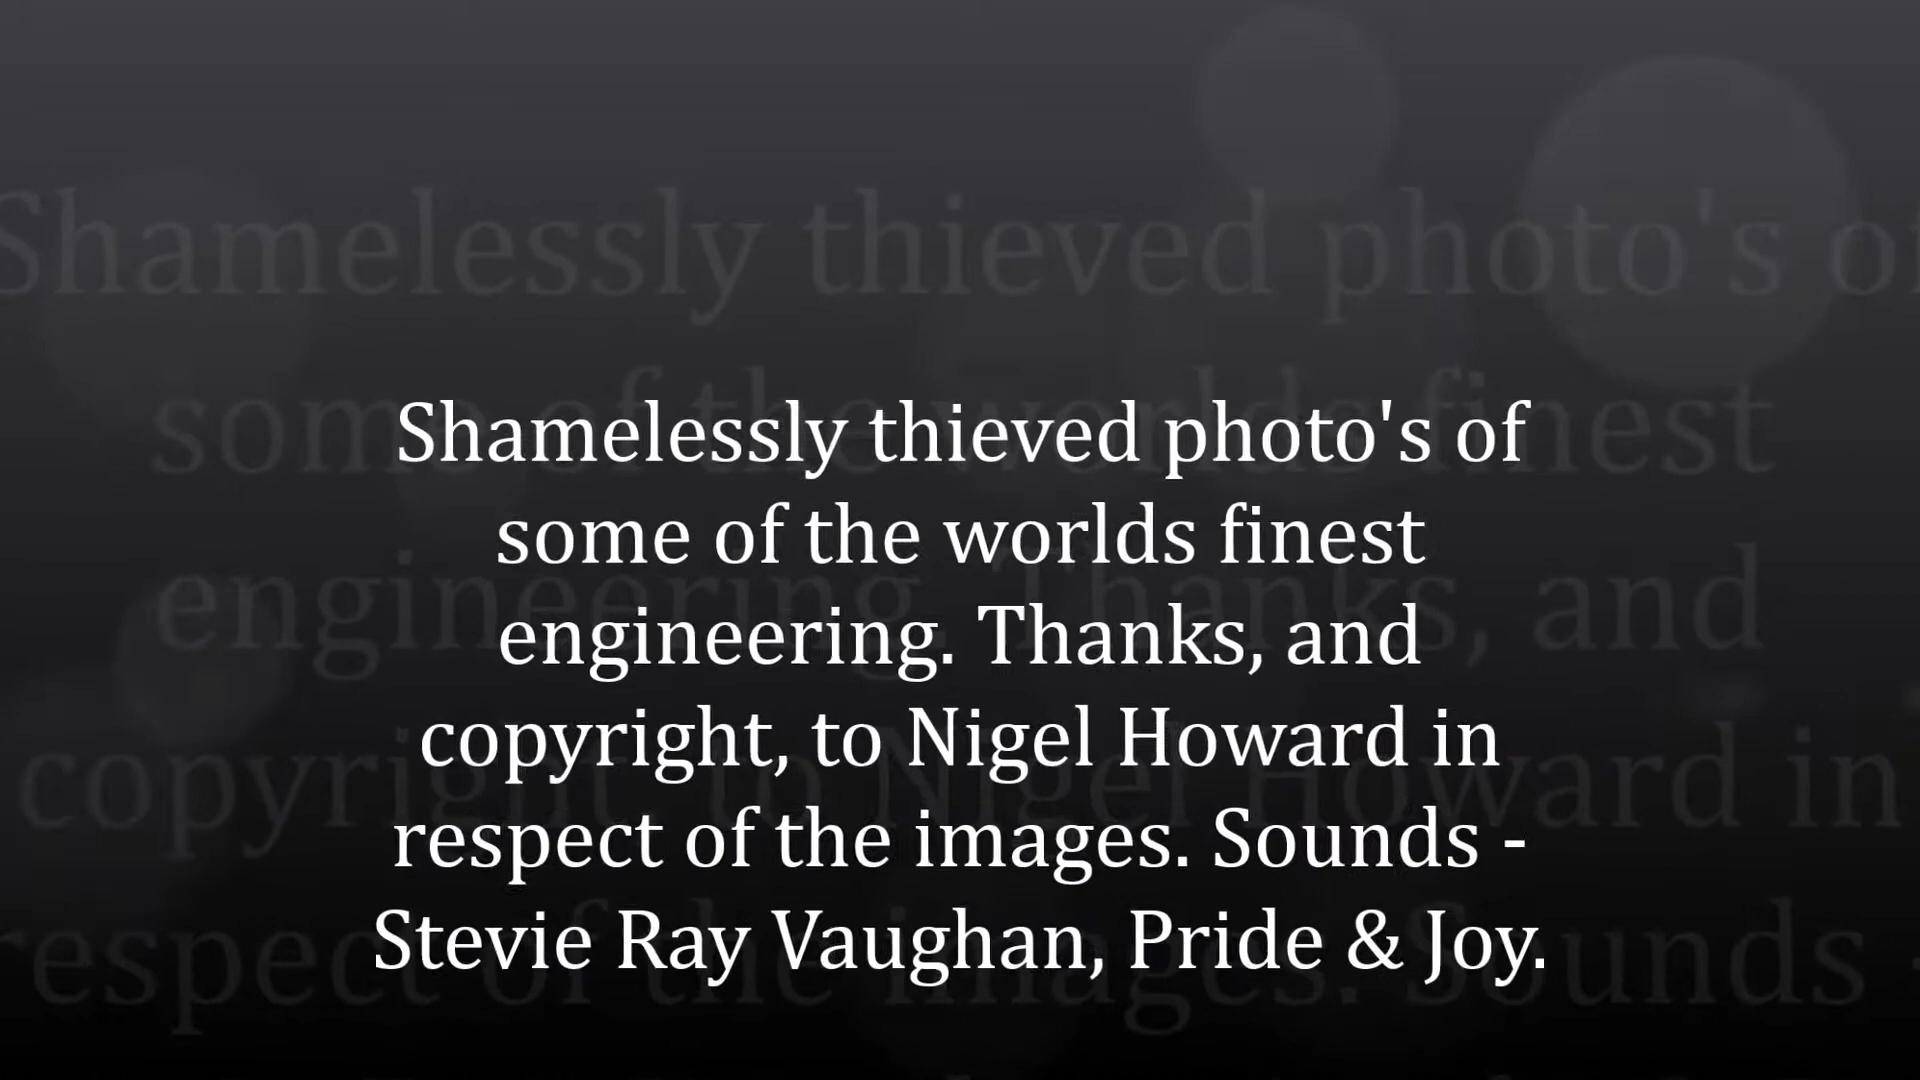 Shamelessly thieved photo's of
some of the worlds finest
engineering. Thanks, and
copyright, to Nigel Howard in
respect of the images. Sounds -
Stevie Ray Vaughan, Pride & Joy.